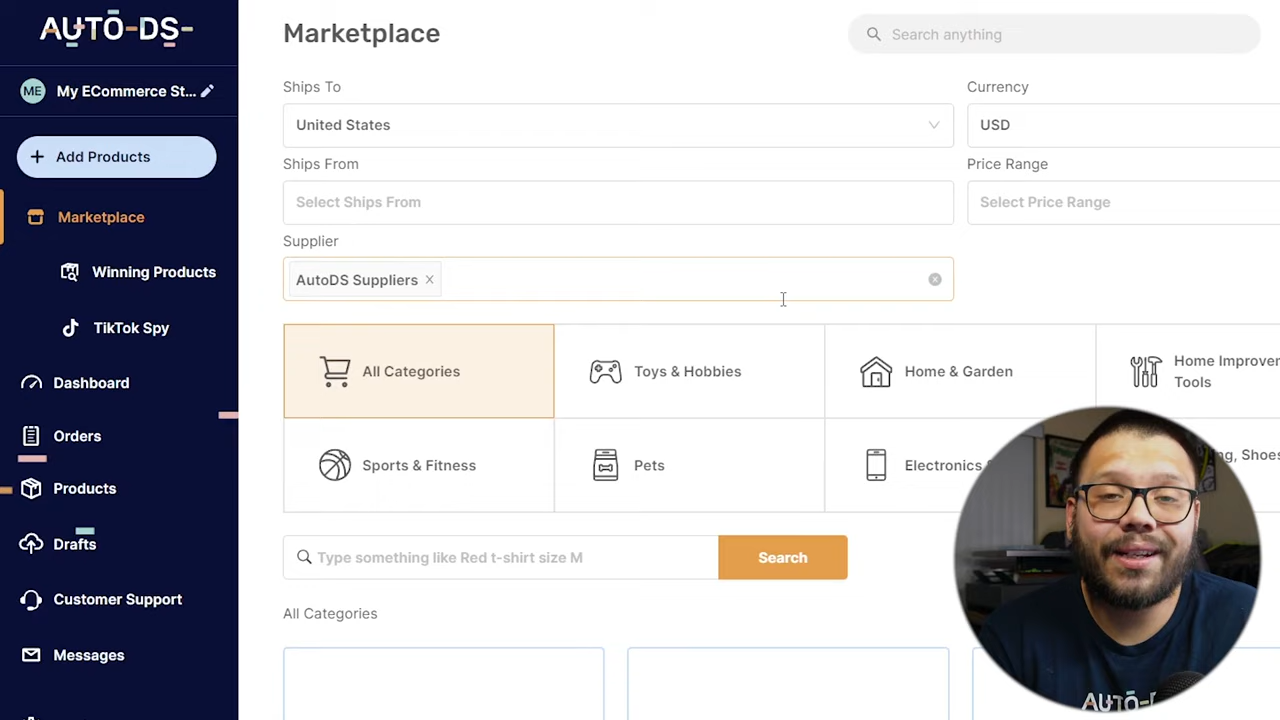 AUTO-DS-
ME My ECommerce St...
+ Add Products
Marketplace
Winning Products
TikTok Spy
Dashboard
Orders
Products
Drafts
Customer Support
Messages
Marketplace
Search anything
Ships To
United States
Currency
USD
Ships From
Select Ships From
Price Range
Select Price Range
Supplier
AutoDS Suppliers ×
All Categories
Toys & Hobbies
Home & Garden
Home Improver
Tools
Sports & Fitness
Pets
Electronics
ng, Shoes
Type something like Red t-shirt size M
Search
All Categories
AUTO-D